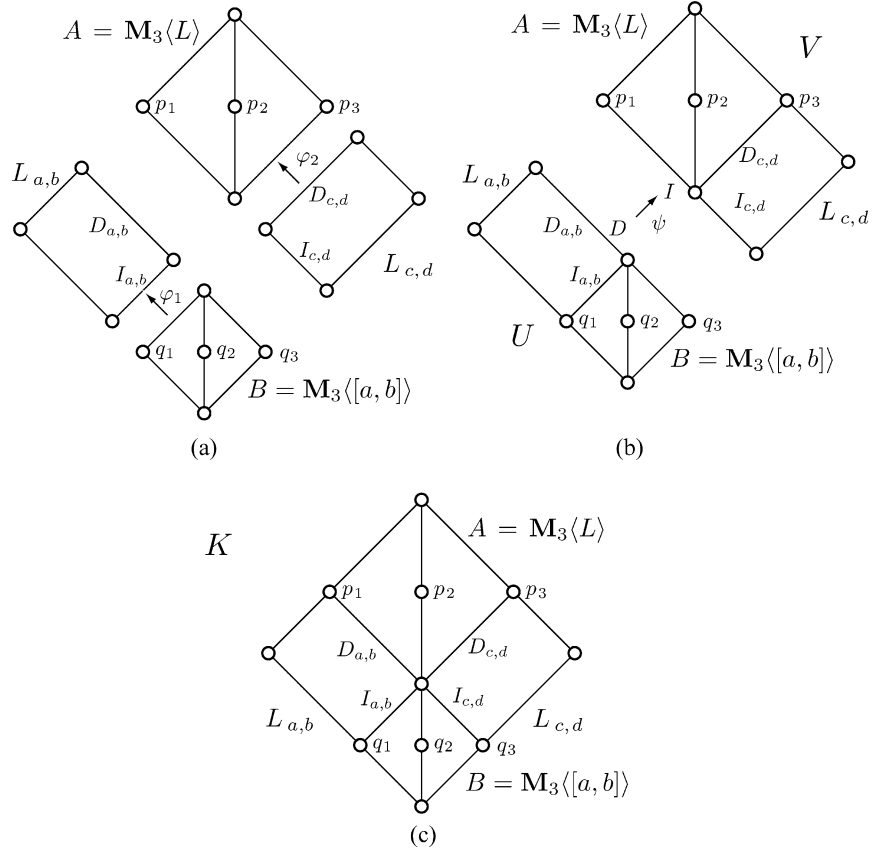 A = M₃⟨L⟩
p₁ p₂ p₃
φ₂
L a,b
D a,b
D c,d
I c,d
L c,d
I a,b
φ₁
q₁ q₂ q₃
B = M₃⟨[a, b]⟩
(a)
A = M₃⟨L⟩
V
p₁ p₂ p₃
D c,d
L a,b
I
D a,b
D
ψ
I c,d
L c,d
I a,b
q₁ q₂ q₃
U
B = M₃⟨[a, b]⟩
(b)
K
A = M₃⟨L⟩
p₁ p₂ p₃
D a,b
D c,d
I a,b
I c,d
L a,b
L c,d
q₁ q₂ q₃
B = M₃⟨[a, b]⟩
(c)